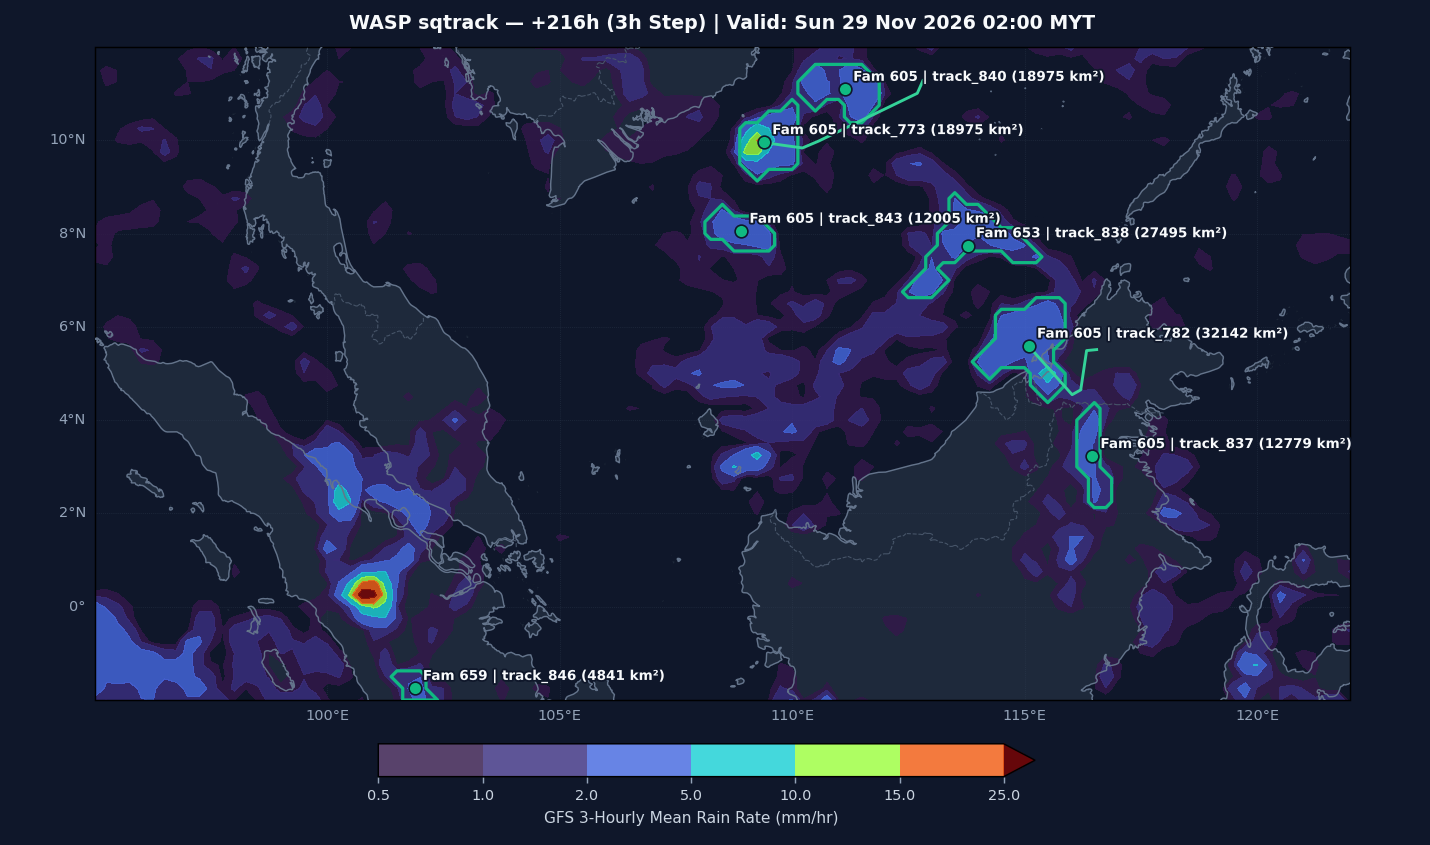 WASP sqtrack — +216h (3h Step) | Valid: Sun 29 Nov 2026 02:00 MYT
Fam 605 | track_840 (18975 km²)
Fam 605 | track_773 (18975 km²)
10°N
Fam 605 | track_843 (12005 km²)
8°N
Fam 653 | track_838 (27495 km²)
6°N
Fam 605 | track_782 (32142 km²)
4°N
Fam 605 | track_837 (12779 km²)
2°N
0°
Fam 659 | track_846 (4841 km²)
100°E 105°E 110°E 115°E 120°E
0.5 1.0 2.0 5.0 10.0 15.0 25.0
GFS 3-Hourly Mean Rain Rate (mm/hr)